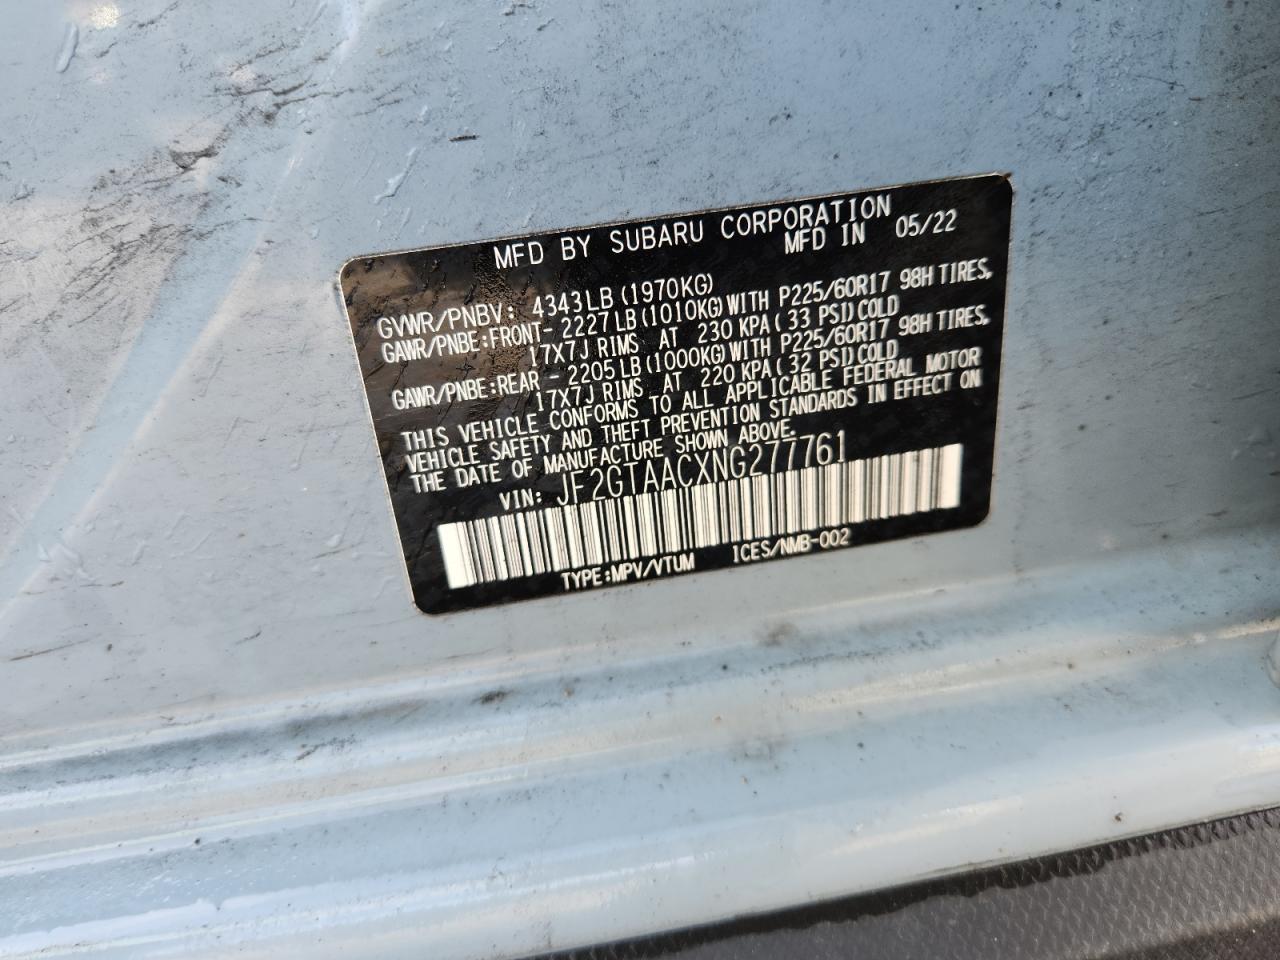 MFD BY SUBARU CORPORATION
MFD IN 05/22
GVWR/PNBV: 4343LB (1970KG)
GAWR/PNBE:FRONT- 2227LB(1010KG)WITH P225/60R17 98H TIRES,
17X7J RIMS AT 230 KPA( 33 PSI)COLD
GAWR/PNBE:REAR - 2205LB(1000KG)WITH P225/60R17 98H TIRES,
17X7J RIMS AT 220 KPA( 32 PSI)COLD
THIS VEHICLE CONFORMS TO ALL APPLICABLE FEDERAL MOTOR
VEHICLE SAFETY AND THEFT PREVENTION STANDARDS IN EFFECT ON
THE DATE OF MANUFACTURE SHOWN ABOVE.
VIN: JF2GTAACXNG277761
TYPE:MPV/VTUM ICES/NMB-002